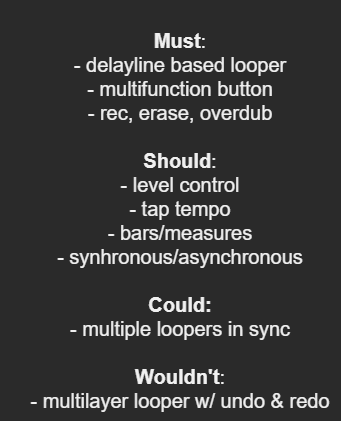 Must:
- delayline based looper
- multifunction button
- rec, erase, overdub
Should:
- level control
- tap tempo
- bars/measures
- synhronous/asynchronous
Could:
- multiple loopers in sync
Wouldn't:
- multilayer looper w/ undo & redo